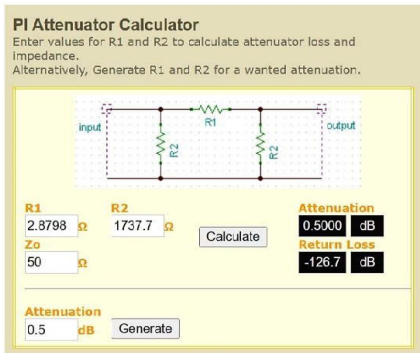 PI Attenuator Calculator
Enter values for R1 and R2 to calculate attenuator loss and
impedance.
Alternatively, Generate R1 and R2 for a wanted attenuation.
input
R1
output
R2
R2
R1 R2 Attenuation
2.8798 Ω 1737.7 Ω Calculate 0.5000 dB
Zo Return Loss
50 Ω -126.7 dB
Attenuation
0.5 dB Generate